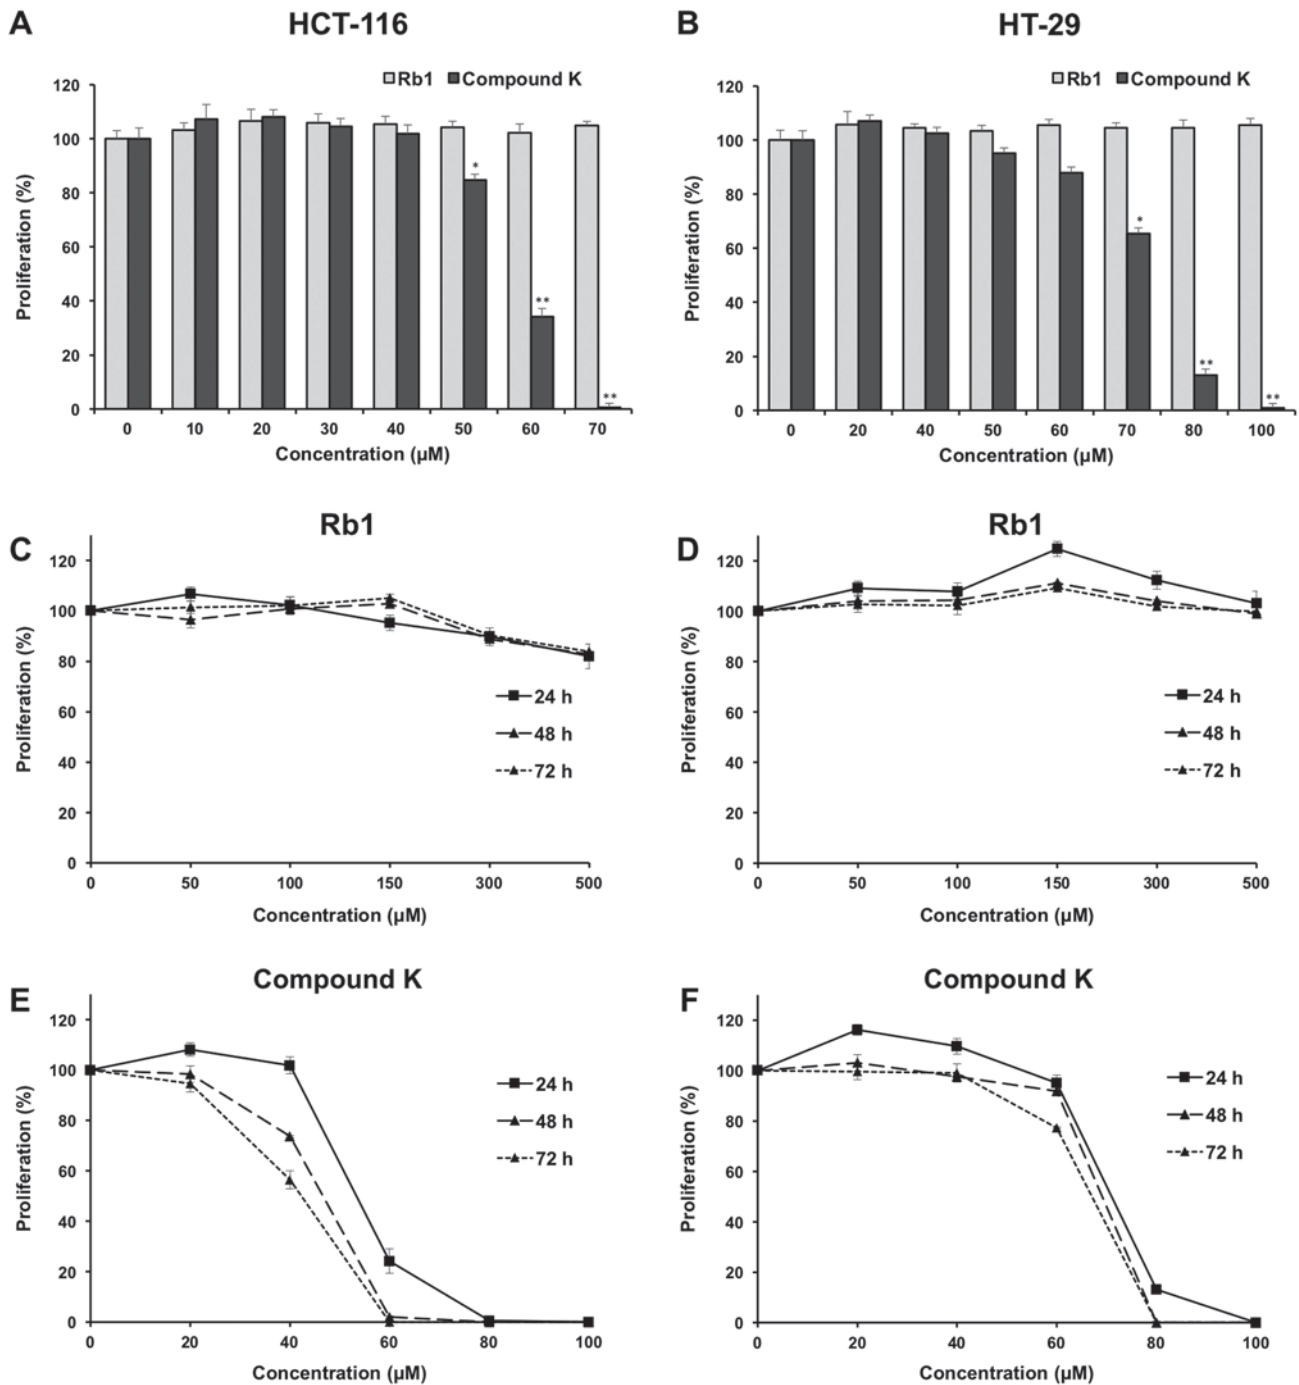 A
HCT-116
Rb1 Compound K
Proliferation (%)
120
100
80
60
40
20
0
*
**
**
0 10 20 30 40 50 60 70
Concentration (µM)
B
HT-29
Rb1 Compound K
Proliferation (%)
120
100
80
60
40
20
0
*
**
**
0 20 40 50 60 70 80 100
Concentration (µM)
C
Rb1
Proliferation (%)
120
100
80
60
40
20
0
24 h
48 h
72 h
0 50 100 150 300 500
Concentration (µM)
D
Rb1
Proliferation (%)
120
100
80
60
40
20
0
24 h
48 h
72 h
0 50 100 150 300 500
Concentration (µM)
E
Compound K
Proliferation (%)
120
100
80
60
40
20
0
24 h
48 h
72 h
0 20 40 60 80 100
Concentration (µM)
F
Compound K
Proliferation (%)
120
100
80
60
40
20
0
24 h
48 h
72 h
0 20 40 60 80 100
Concentration (µM)